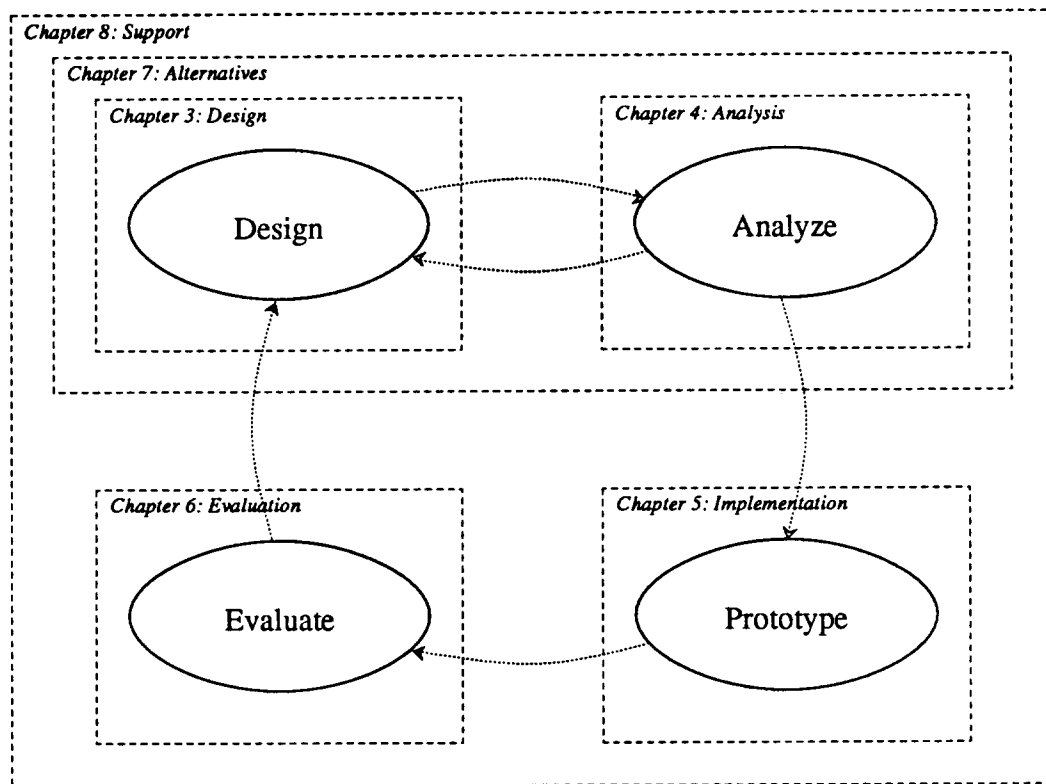 Chapter 8: Support
Chapter 7: Alternatives
Chapter 3: Design
Chapter 4: Analysis
Design
Analyze
Chapter 6: Evaluation
Chapter 5: Implementation
Evaluate
Prototype